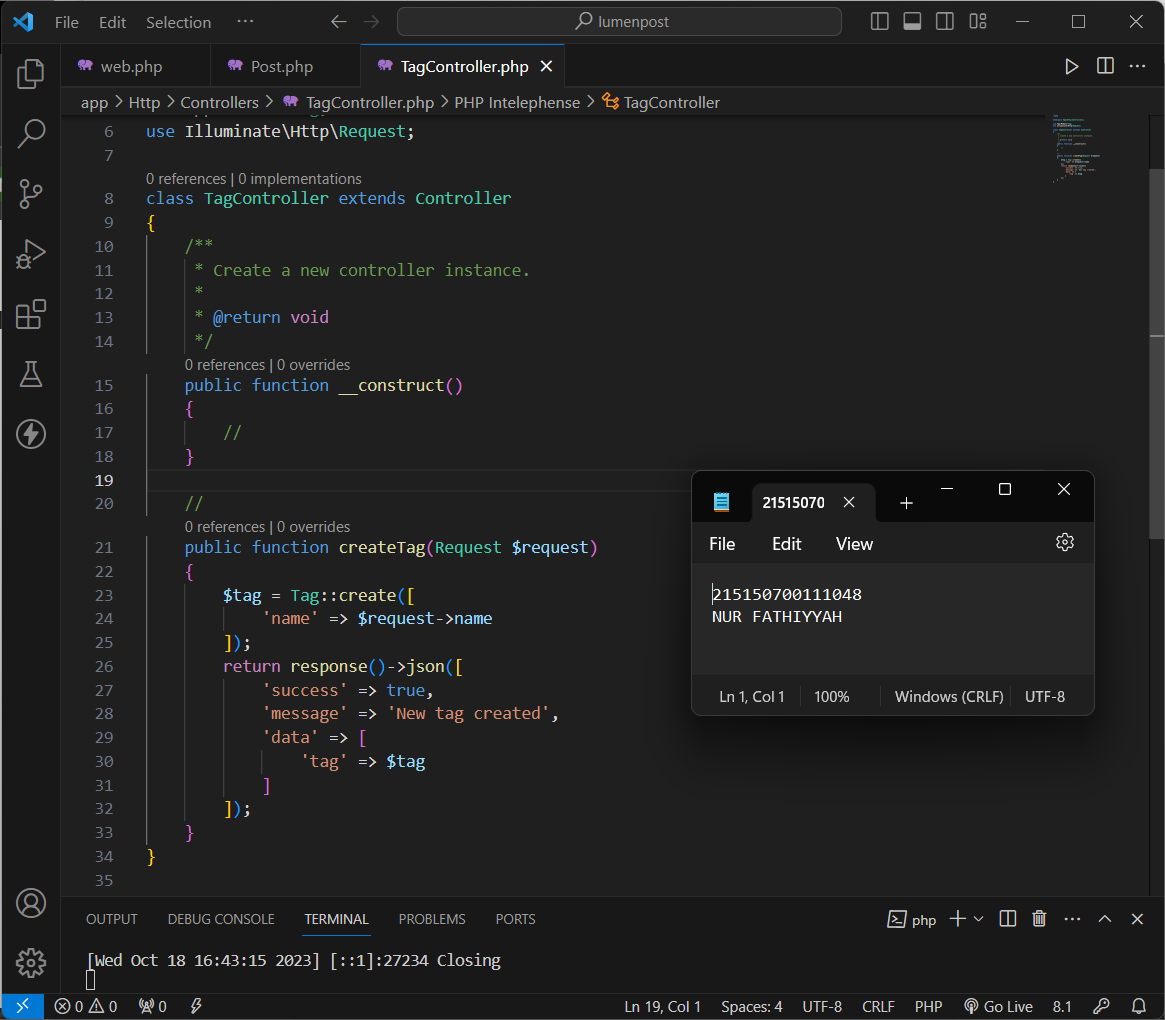 File Edit Selection ··· lumenpost
web.php Post.php TagController.php
app > Http > Controllers > TagController.php > PHP Intelephense > TagController
6 use Illuminate\Http\Request;
7
0 references | 0 implementations
8 class TagController extends Controller
9 {
10 /**
11 * Create a new controller instance.
12 *
13 * @return void
14 */
0 references | 0 overrides
15 public function __construct()
16 {
17 //
18 }
19
20 //
0 references | 0 overrides
21 public function createTag(Request $request)
22 {
23 $tag = Tag::create([
24 'name' => $request->name
25 ]);
26 return response()->json([
27 'success' => true,
28 'message' => 'New tag created',
29 'data' => [
30 'tag' => $tag
31 ]
32 ]);
33 }
34 }
35
21515070
File Edit View
215150700111048
NUR FATHIYYAH
Ln 1, Col 1 100% Windows (CRLF) UTF-8
OUTPUT DEBUG CONSOLE TERMINAL PROBLEMS PORTS php
[Wed Oct 18 16:43:15 2023] [::1]:27234 Closing
0 0 0 Ln 19, Col 1 Spaces: 4 UTF-8 CRLF PHP Go Live 8.1